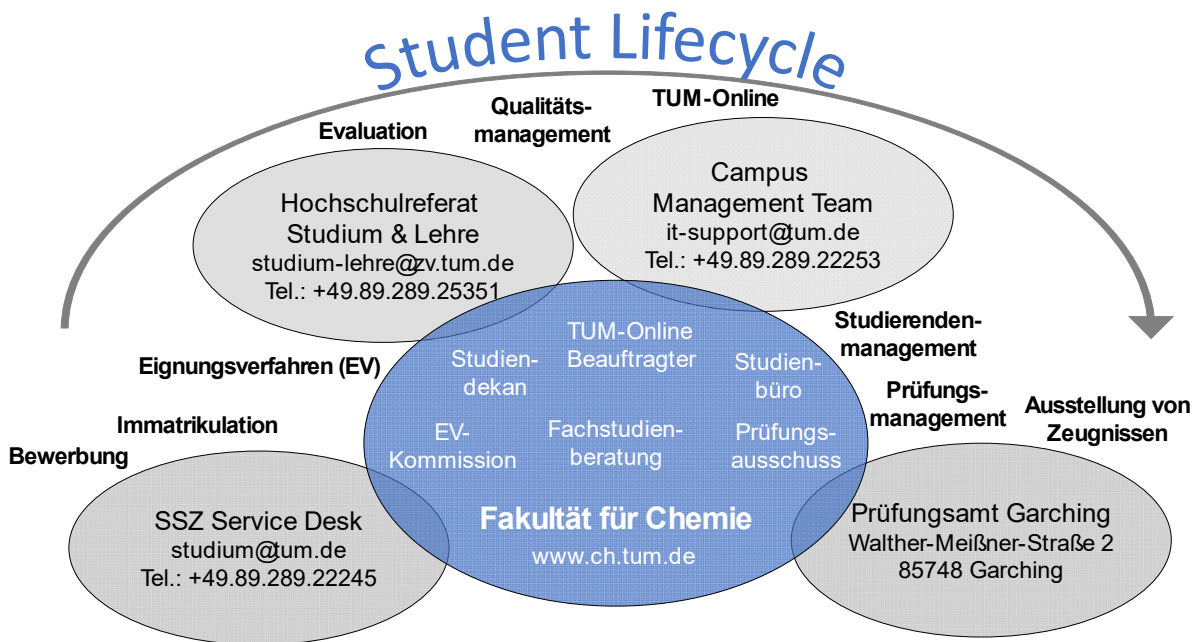 Student Lifecycle
Qualitäts-
management
TUM-Online
Evaluation
Hochschulreferat
Studium & Lehre
studium-lehre@zv.tum.de
Tel.: +49.89.289.25351
Campus
Management Team
it-support@tum.de
Tel.: +49.89.289.22253
Eignungsverfahren (EV)
Immatrikulation
Bewerbung
Studierenden-
management
Prüfungs-
management
Ausstellung von
Zeugnissen
TUM-Online
Beauftragter
Studien-
dekan
Studien-
büro
EV-
Kommission
Fachstudien-
beratung
Prüfungs-
ausschuss
Fakultät für Chemie
www.ch.tum.de
SSZ Service Desk
studium@tum.de
Tel.: +49.89.289.22245
Prüfungsamt Garching
Walther-Meißner-Straße 2
85748 Garching